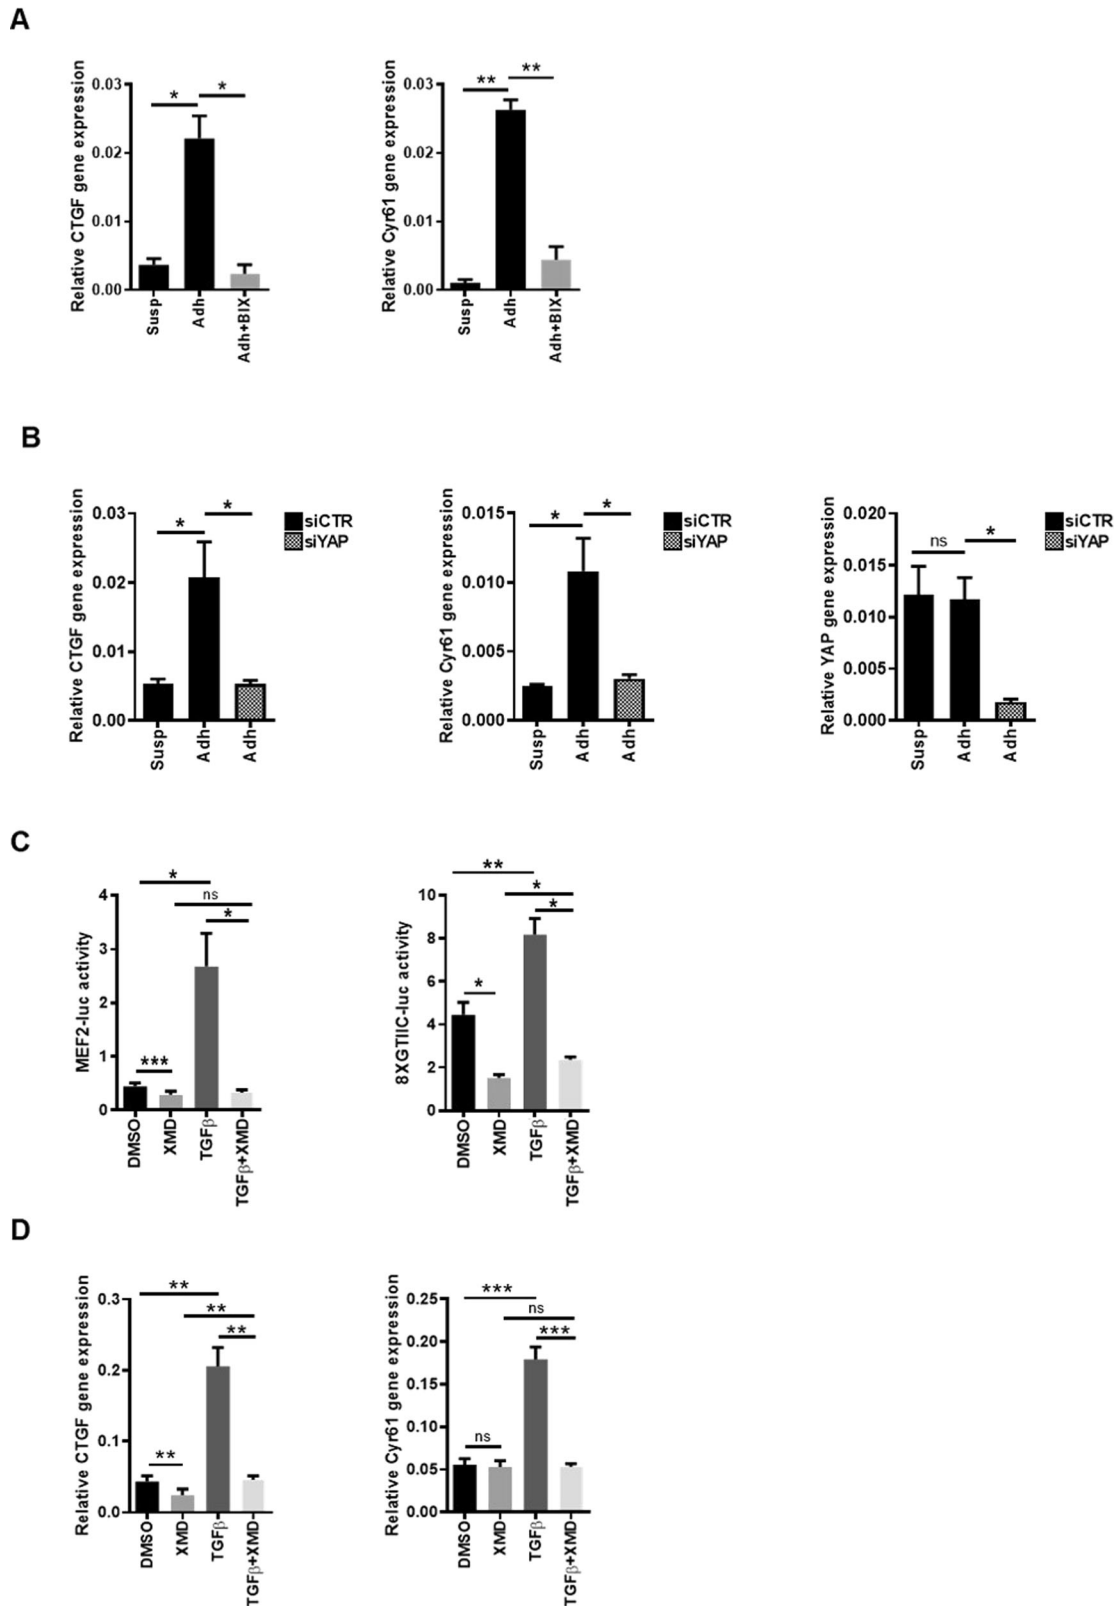 A
Relative CTGF gene expression
0.03
0.02
0.01
0.00
*
*
Susp
Adh
Adh+BIX
Relative Cyr61 gene expression
0.03
0.02
0.01
0.00
**
**
Susp
Adh
Adh+BIX
B
Relative CTGF gene expression
0.03
0.02
0.01
0.00
*
*
siCTR
siYAP
Susp
Adh
Adh
Relative Cyr61 gene expression
0.015
0.010
0.005
0.000
*
*
siCTR
siYAP
Susp
Adh
Adh
Relative YAP gene expression
0.020
0.015
0.010
0.005
0.000
ns
*
siCTR
siYAP
Susp
Adh
Adh
C
MEF2-luc activity
4
3
2
1
0
*
ns
*
***
DMSO
XMD
TGFβ
TGFβ+XMD
8XGTIIC-luc activity
10
8
6
4
2
0
**
*
*
*
DMSO
XMD
TGFβ
TGFβ+XMD
D
Relative CTGF gene expression
0.3
0.2
0.1
0.0
**
**
**
**
DMSO
XMD
TGFβ
TGFβ+XMD
Relative Cyr61 gene expression
0.25
0.20
0.15
0.10
0.05
0.00
***
ns
***
ns
DMSO
XMD
TGFβ
TGFβ+XMD